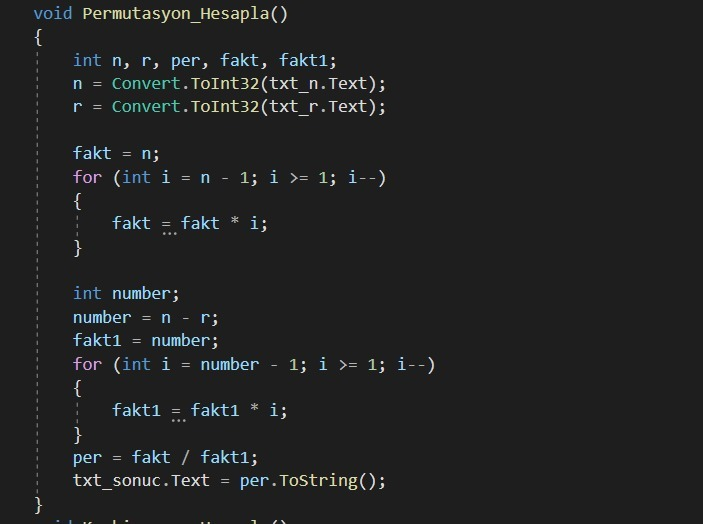 void Permutasyon_Hesapla()
{
int n, r, per, fakt, fakt1;
n = Convert.ToInt32(txt_n.Text);
r = Convert.ToInt32(txt_r.Text);
fakt = n;
for (int i = n - 1; i >= 1; i--)
{
fakt = fakt * i;
}
int number;
number = n - r;
fakt1 = number;
for (int i = number - 1; i >= 1; i--)
{
fakt1 = fakt1 * i;
}
per = fakt / fakt1;
txt_sonuc.Text = per.ToString();
}